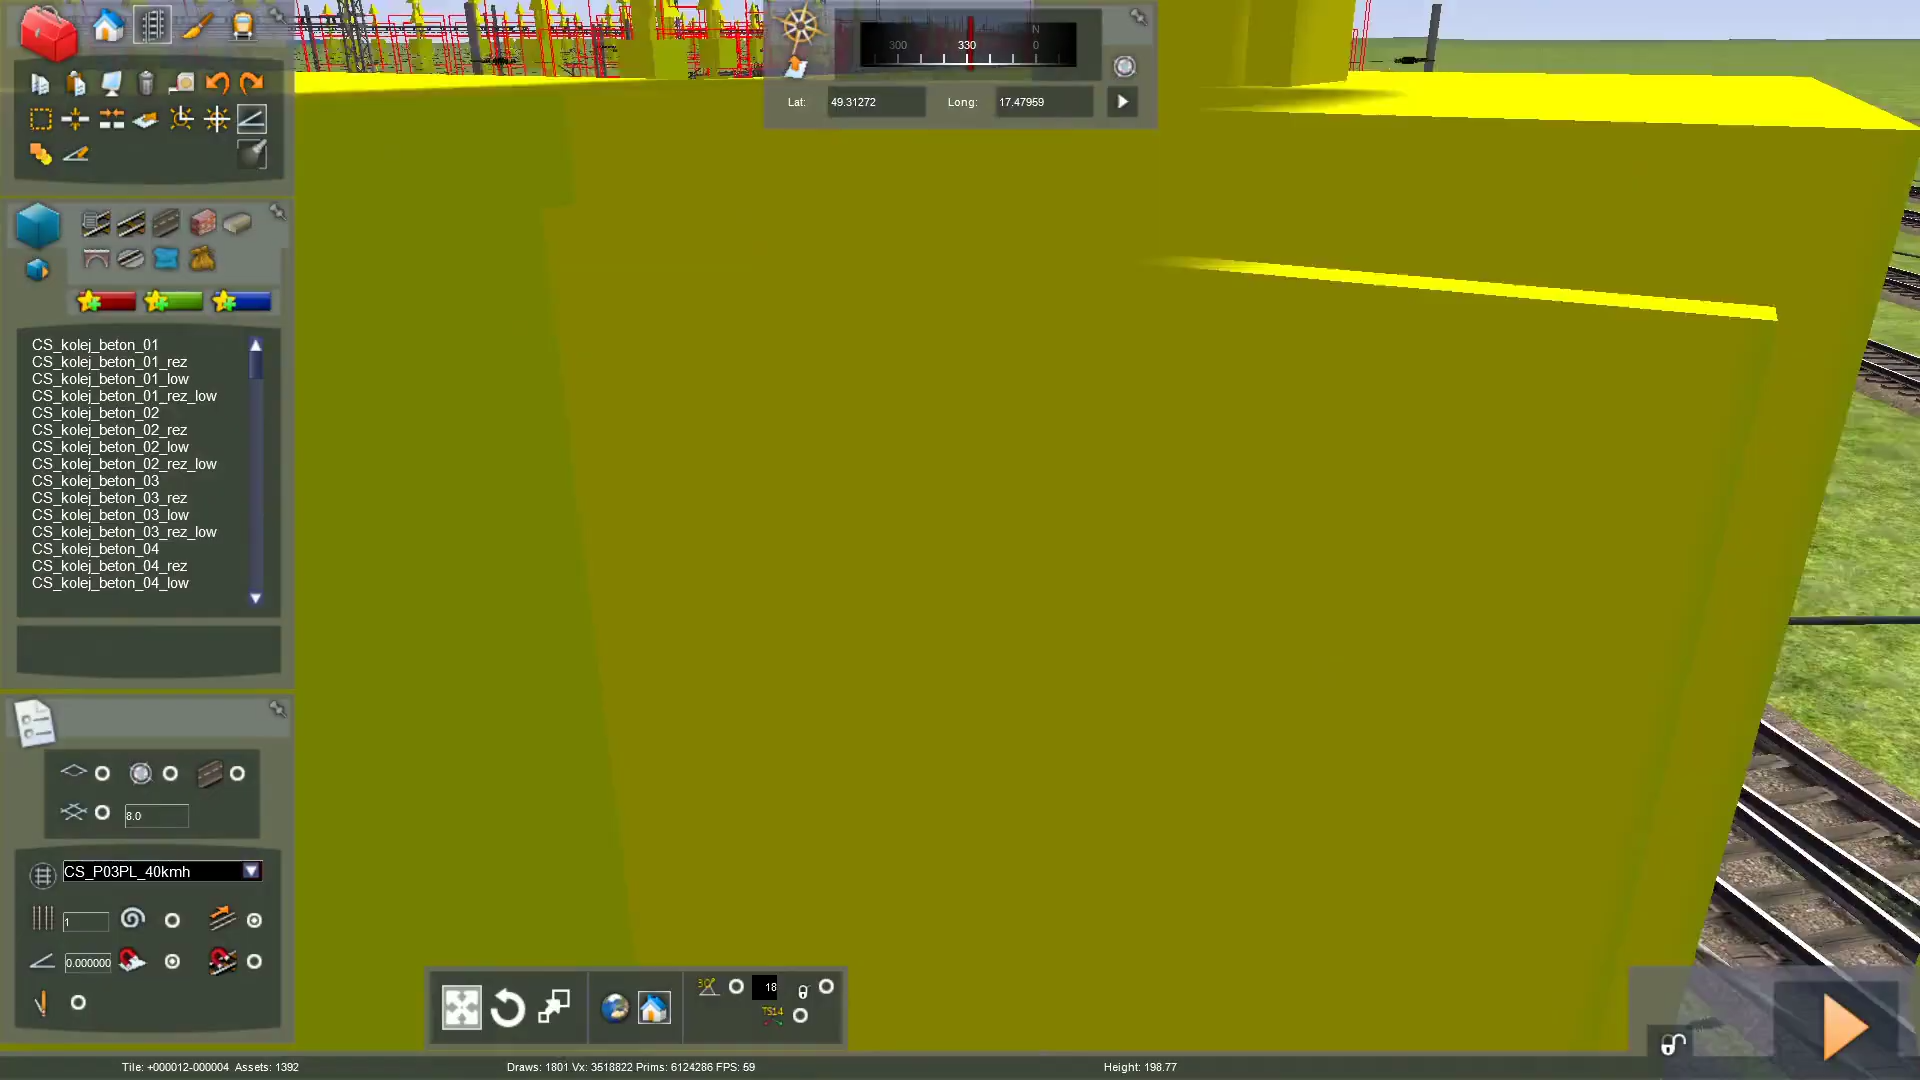 300 330 N 0
Lat: 49.31272 Long: 17.47959
CS_kolej_beton_01
CS_kolej_beton_01_rez
CS_kolej_beton_01_low
CS_kolej_beton_01_rez_low
CS_kolej_beton_02
CS_kolej_beton_02_rez
CS_kolej_beton_02_low
CS_kolej_beton_02_rez_low
CS_kolej_beton_03
CS_kolej_beton_03_rez
CS_kolej_beton_03_low
CS_kolej_beton_03_rez_low
CS_kolej_beton_04
CS_kolej_beton_04_rez
CS_kolej_beton_04_low
8.0
CS_P03PL_40kmh
1
0.000000
30° 18
TS14
Tile: +000012-000004 Assets: 1392 Draws: 1801 Vx: 3518822 Prims: 6124286 FPS: 59 Height: 198.77